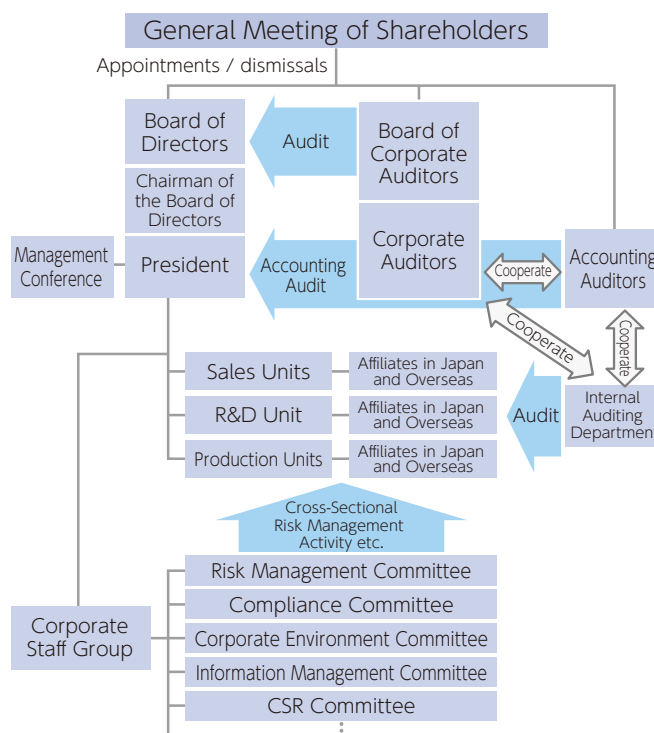 General Meeting of Shareholders
Appointments / dismissals
Board of
Directors
Audit
Board of
Corporate
Auditors
Chairman of
the Board of
Directors
Management
Conference
President
Accounting
Audit
Corporate
Auditors
Cooperate
Accounting
Auditors
Cooperate
Cooperate
Sales Units
Affiliates in Japan
and Overseas
R&D Unit
Affiliates in Japan
and Overseas
Audit
Internal
Auditing
Department
Production Units
Affiliates in Japan
and Overseas
Cross-Sectional
Risk Management
Activity etc.
Risk Management Committee
Compliance Committee
Corporate
Staff Group
Corporate Environment Committee
Information Management Committee
CSR Committee